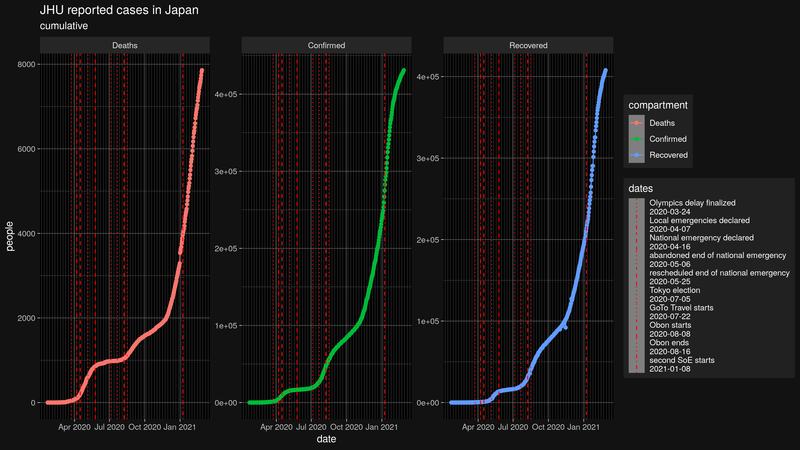 JHU reported cases in Japan
cumulative
Deaths
Confirmed
Recovered
people
8000
6000
4000
2000
0
4e+05
3e+05
2e+05
1e+05
0e+00
4e+05
3e+05
2e+05
1e+05
0e+00
Apr 2020 Jul 2020 Oct 2020 Jan 2021
Apr 2020 Jul 2020 Oct 2020 Jan 2021
Apr 2020 Jul 2020 Oct 2020 Jan 2021
date
compartment
Deaths
Confirmed
Recovered
dates
Olympics delay finalized
2020-03-24
Local emergencies declared
2020-04-07
National emergency declared
2020-04-16
abandoned end of national emergency
2020-05-06
rescheduled end of national emergency
2020-05-25
Tokyo election
2020-07-05
GoTo Travel starts
2020-07-22
Obon starts
2020-08-08
Obon ends
2020-08-16
second SoE starts
2021-01-08